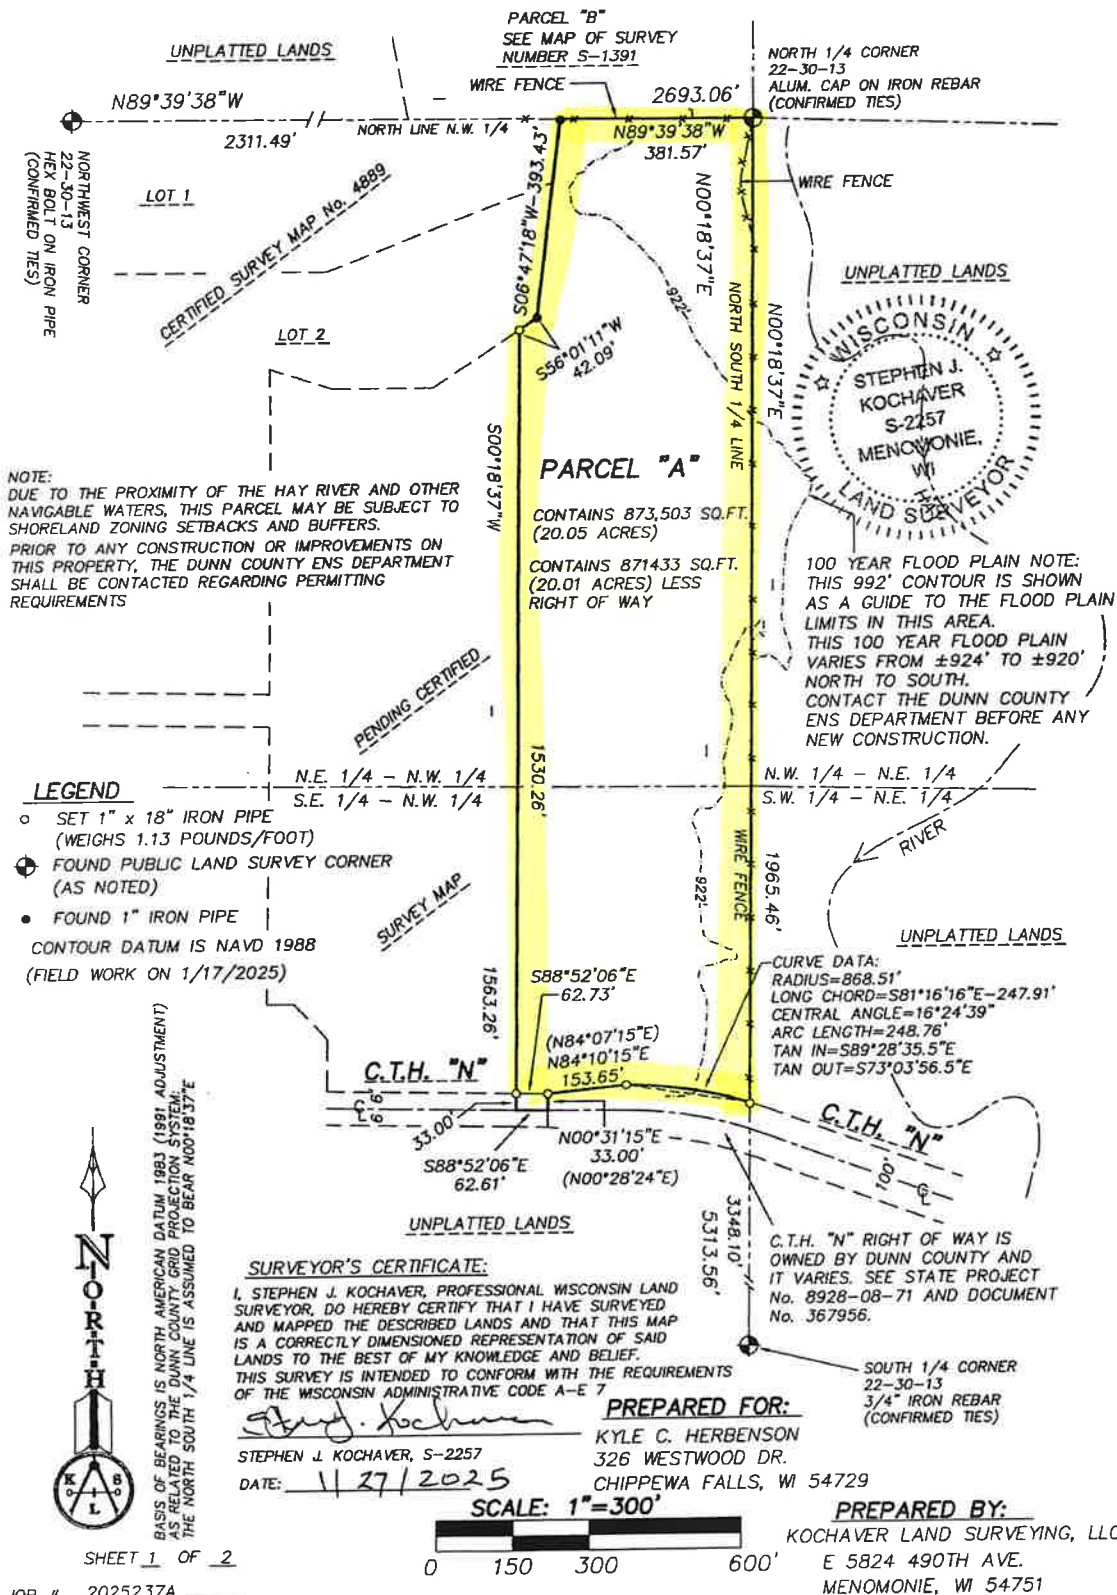 PARCEL "B"
SEE MAP OF SURVEY
NUMBER S-1391
UNPLATTED LANDS
WIRE FENCE
NORTH 1/4 CORNER
22-30-13
ALUM. CAP ON IRON REBAR
(CONFIRMED TIES)
N89°39'38"W
2311.49'
NORTH LINE N.W. 1/4
2693.06'
N89°39'38"W
381.57'
NORTHWEST CORNER
22-30-13
HEX BOLT ON IRON PIPE
(CONFIRMED TIES)
LOT 1
CERTIFIED SURVEY MAP No. 4889
S06°47'18"W-393.43'
N00°18'37"E
WIRE FENCE
UNPLATTED LANDS
922'
NORTH SOUTH 1/4 LINE
N00°18'37"E
WISCONSIN
STEPHEN J.
KOCHAVER
S-2257
MENOMONIE,
WI
LAND SURVEYOR
LOT 2
S56°01'11"W
42.09'
S00°18'37"W
PARCEL "A"
CONTAINS 873,503 SQ.FT.
(20.05 ACRES)
CONTAINS 871433 SQ.FT.
(20.01 ACRES) LESS
RIGHT OF WAY
NOTE:
DUE TO THE PROXIMITY OF THE HAY RIVER AND OTHER
NAVIGABLE WATERS, THIS PARCEL MAY BE SUBJECT TO
SHORELAND ZONING SETBACKS AND BUFFERS.
PRIOR TO ANY CONSTRUCTION OR IMPROVEMENTS ON
THIS PROPERTY, THE DUNN COUNTY ENS DEPARTMENT
SHALL BE CONTACTED REGARDING PERMITTING
REQUIREMENTS
100 YEAR FLOOD PLAIN NOTE:
THIS 992' CONTOUR IS SHOWN
AS A GUIDE TO THE FLOOD PLAIN
LIMITS IN THIS AREA.
THIS 100 YEAR FLOOD PLAIN
VARIES FROM ±924' TO ±920'
NORTH TO SOUTH.
CONTACT THE DUNN COUNTY
ENS DEPARTMENT BEFORE ANY
NEW CONSTRUCTION.
PENDING CERTIFIED
SURVEY MAP
1530.26'
N.E. 1/4 - N.W. 1/4
S.E. 1/4 - N.W. 1/4
N.W. 1/4 - N.E. 1/4
S.W. 1/4 - N.E. 1/4
LEGEND
SET 1" x 18" IRON PIPE
(WEIGHS 1.13 POUNDS/FOOT)
FOUND PUBLIC LAND SURVEY CORNER
(AS NOTED)
FOUND 1" IRON PIPE
CONTOUR DATUM IS NAVD 1988
(FIELD WORK ON 1/17/2025)
WIRE FENCE
922'
1965.46'
RIVER
UNPLATTED LANDS
1563.26'
S88°52'06"E
62.73'
(N84°07'15"E)
N84°10'15"E
153.65'
CURVE DATA:
RADIUS=868.51'
LONG CHORD=S81°16'16"E-247.91'
CENTRAL ANGLE=16°24'39"
ARC LENGTH=248.76'
TAN IN=S89°28'35.5"E
TAN OUT=S73°03'56.5"E
C.T.H. "N"
66'
CL
33.00'
S88°52'06"E
62.61'
N00°31'15"E
33.00'
(N00°28'24"E)
C.T.H. "N"
100'
CL
3348.10'
5313.56'
UNPLATTED LANDS
C.T.H. "N" RIGHT OF WAY IS
OWNED BY DUNN COUNTY AND
IT VARIES. SEE STATE PROJECT
No. 8928-08-71 AND DOCUMENT
No. 367956.
SOUTH 1/4 CORNER
22-30-13
3/4" IRON REBAR
(CONFIRMED TIES)
BASIS OF BEARINGS IS NORTH AMERICAN DATUM 1983 (1991 ADJUSTMENT)
AS RELATED TO THE DUNN COUNTY GRID PROJECTION SYSTEM:
THE NORTH SOUTH 1/4 LINE IS ASSUMED TO BEAR N00°18'37"E
NORTH
K S
L
SURVEYOR'S CERTIFICATE:
I, STEPHEN J. KOCHAVER, PROFESSIONAL WISCONSIN LAND
SURVEYOR, DO HEREBY CERTIFY THAT I HAVE SURVEYED
AND MAPPED THE DESCRIBED LANDS AND THAT THIS MAP
IS A CORRECTLY DIMENSIONED REPRESENTATION OF SAID
LANDS TO THE BEST OF MY KNOWLEDGE AND BELIEF.
THIS SURVEY IS INTENDED TO CONFORM WITH THE REQUIREMENTS
OF THE WISCONSIN ADMINISTRATIVE CODE A-E 7
STEPHEN J. KOCHAVER, S-2257
DATE: 1/27/2025
PREPARED FOR:
KYLE C. HERBENSON
326 WESTWOOD DR.
CHIPPEWA FALLS, WI 54729
SCALE: 1"=300'
0 150 300 600'
PREPARED BY:
KOCHAVER LAND SURVEYING, LLC
E 5824 490TH AVE.
MENOMONIE, WI 54751
SHEET 1 OF 2
JOB # 2025237A